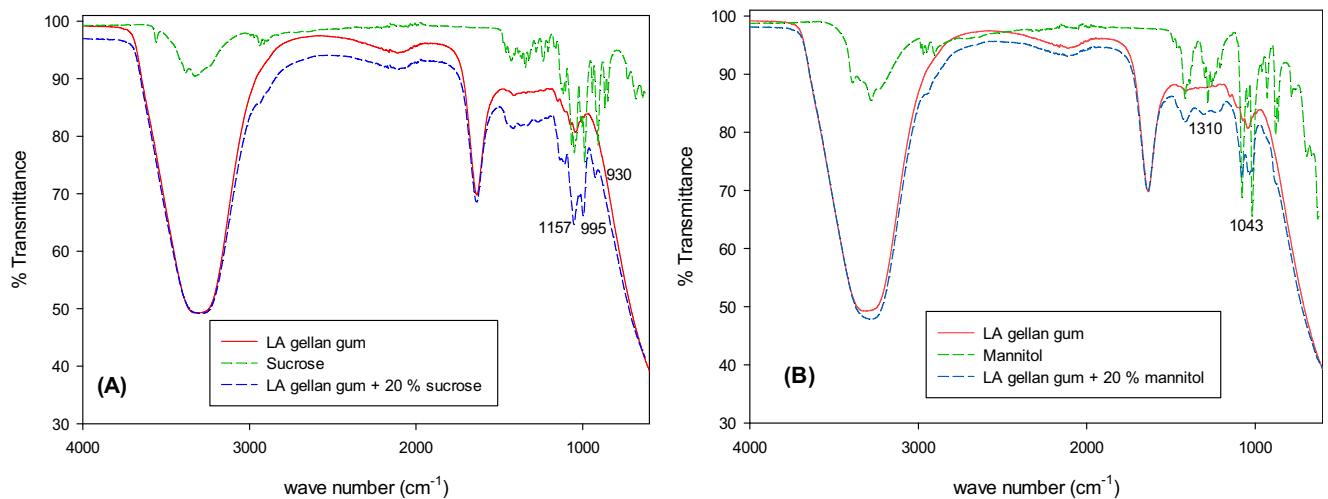 100
90
80
70
60
50
40
30
% Transmittance
930
1157 995
LA gellan gum
Sucrose
LA gellan gum + 20 % sucrose
(A)
4000 3000 2000 1000
wave number (cm-1)
100
90
80
70
60
50
40
30
% Transmittance
1310
1043
LA gellan gum
Mannitol
LA gellan gum + 20 % mannitol
(B)
4000 3000 2000 1000
wave number (cm-1)